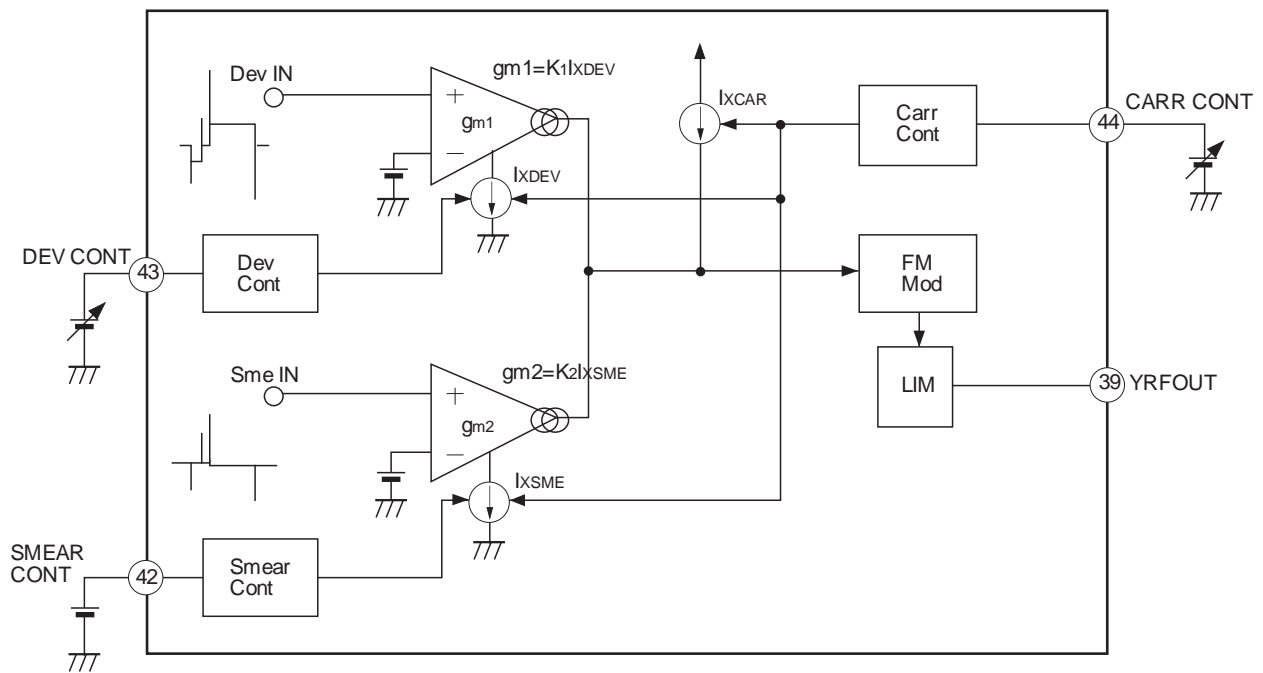 gm1=K1IXDEV
Dev IN
+
gm1
−
IXDEV
IXCAR
Carr
Cont
44
CARR CONT
DEV CONT
43
Dev
Cont
FM
Mod
Sme IN
gm2=K2IXSME
+
gm2
−
IXSME
LIM
39
YRFOUT
SMEAR
CONT
42
Smear
Cont